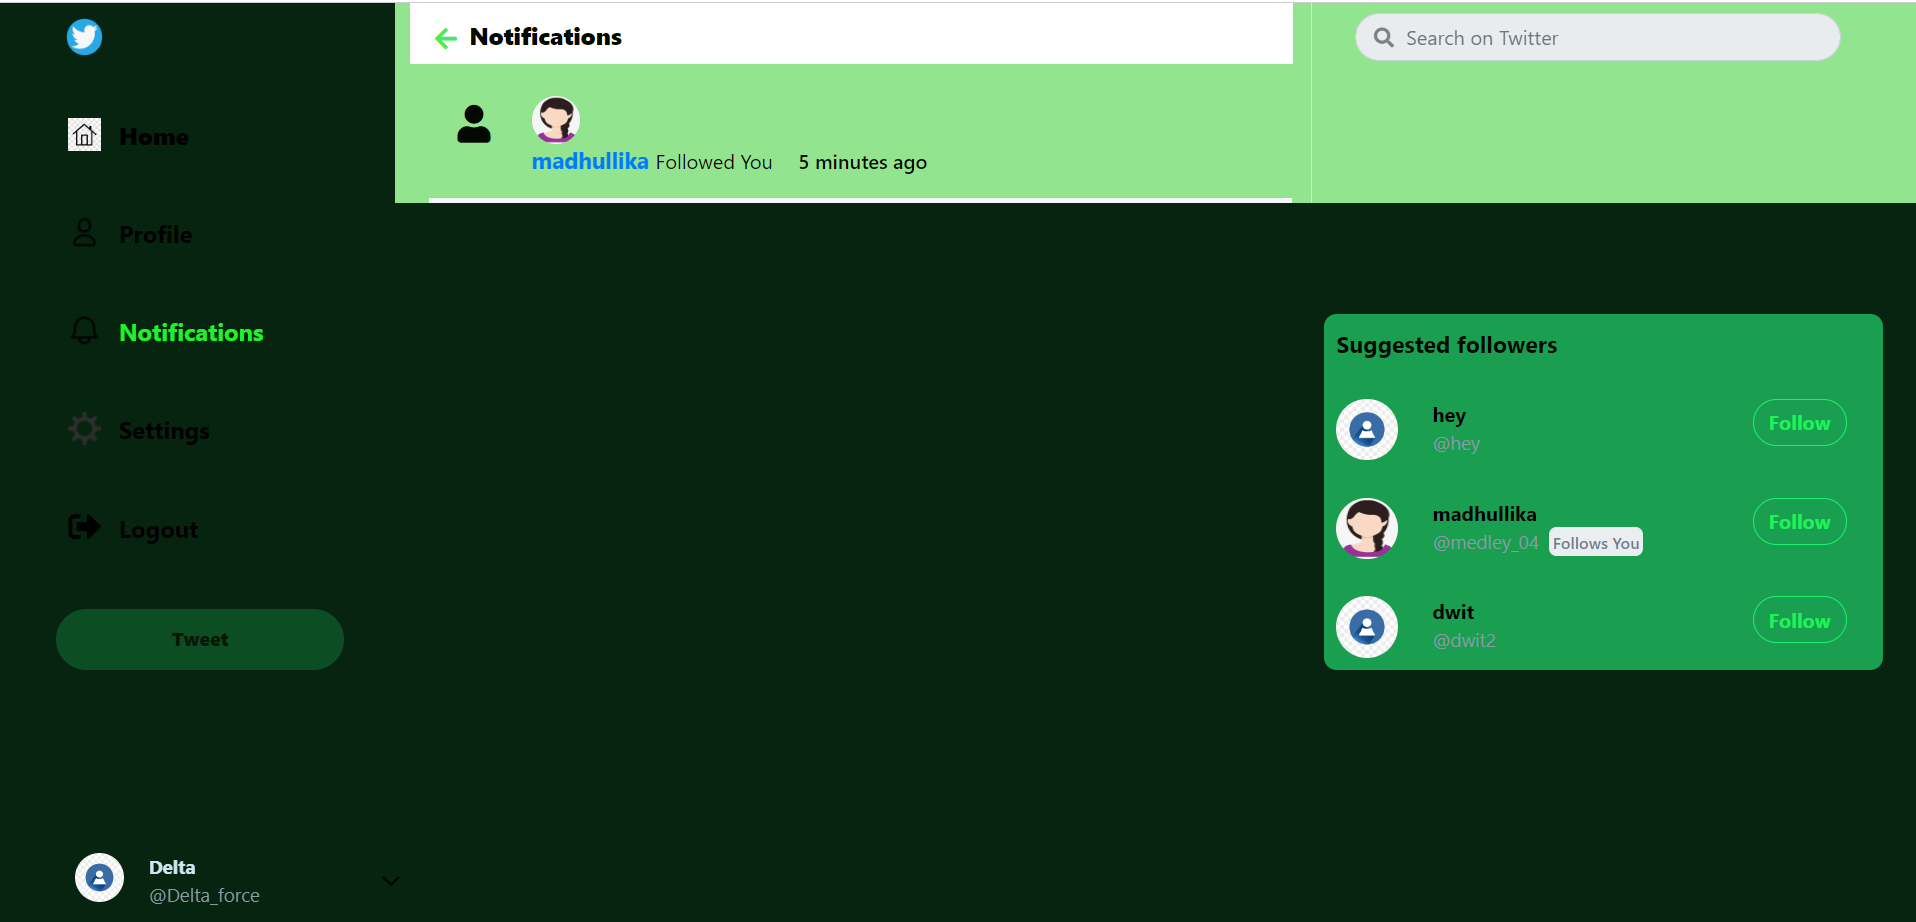 Home
Profile
Notifications
Settings
Logout
Tweet
Delta
@Delta_force
Notifications
madhullika Followed You 5 minutes ago
Search on Twitter
Suggested followers
hey
@hey
Follow
madhullika
@medley_04 Follows You
Follow
dwit
@dwit2
Follow